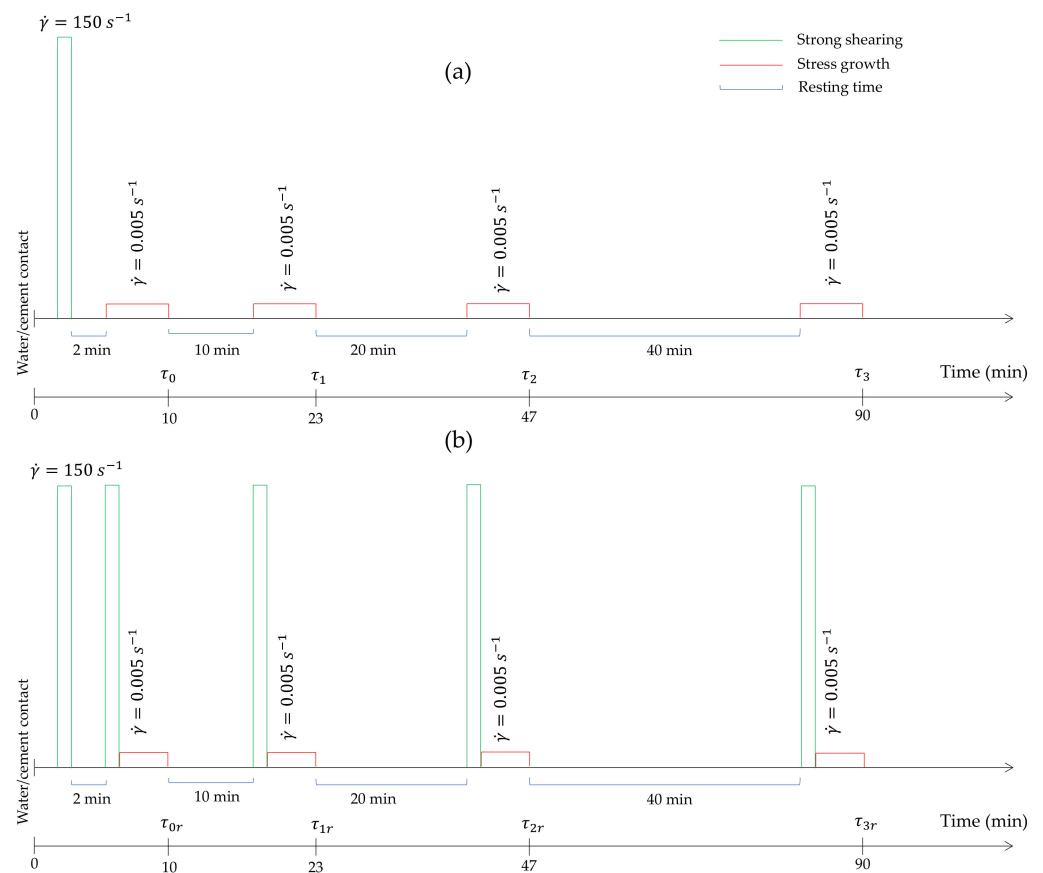 γ̇ = 150 s⁻¹
(a)
Strong shearing
Stress growth
Resting time
Water/cement contact
γ̇ = 0.005 s⁻¹
γ̇ = 0.005 s⁻¹
γ̇ = 0.005 s⁻¹
γ̇ = 0.005 s⁻¹
2 min
10 min
20 min
40 min
τ₀
τ₁
τ₂
τ₃
Time (min)
0
10
23
47
90
(b)
γ̇ = 150 s⁻¹
Water/cement contact
γ̇ = 0.005 s⁻¹
γ̇ = 0.005 s⁻¹
γ̇ = 0.005 s⁻¹
γ̇ = 0.005 s⁻¹
2 min
10 min
20 min
40 min
τ₀ᵣ
τ₁ᵣ
τ₂ᵣ
τ₃ᵣ
Time (min)
0
10
23
47
90